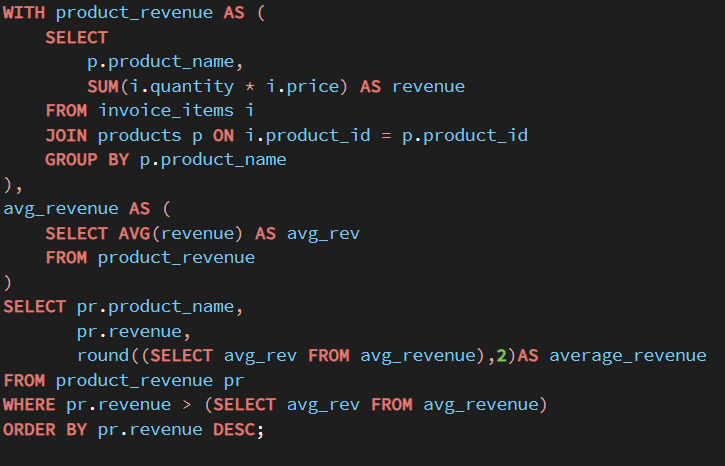 WITH product_revenue AS (
    SELECT
        p.product_name,
        SUM(i.quantity * i.price) AS revenue
    FROM invoice_items i
    JOIN products p ON i.product_id = p.product_id
    GROUP BY p.product_name
),
avg_revenue AS (
    SELECT AVG(revenue) AS avg_rev
    FROM product_revenue
)
SELECT pr.product_name,
       pr.revenue,
       round((SELECT avg_rev FROM avg_revenue),2)AS average_revenue
FROM product_revenue pr
WHERE pr.revenue > (SELECT avg_rev FROM avg_revenue)
ORDER BY pr.revenue DESC;